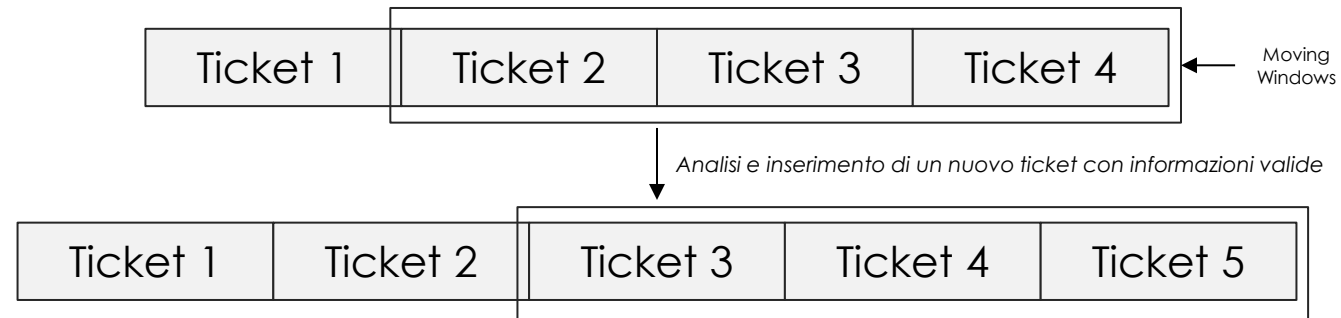 Ticket 1 Ticket 2 Ticket 3 Ticket 4
Moving
Windows
Analisi e inserimento di un nuovo ticket con informazioni valide
Ticket 1 Ticket 2 Ticket 3 Ticket 4 Ticket 5